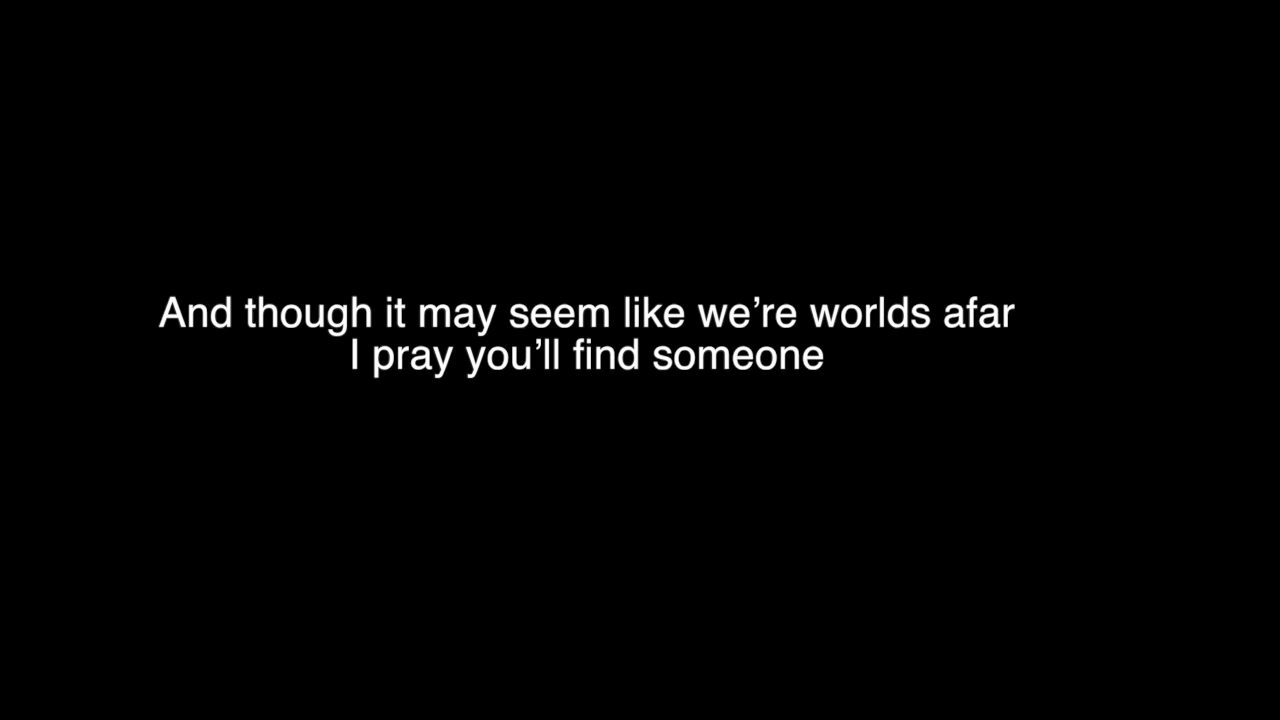 And though it may seem like we’re worlds afar
I pray you’ll find someone